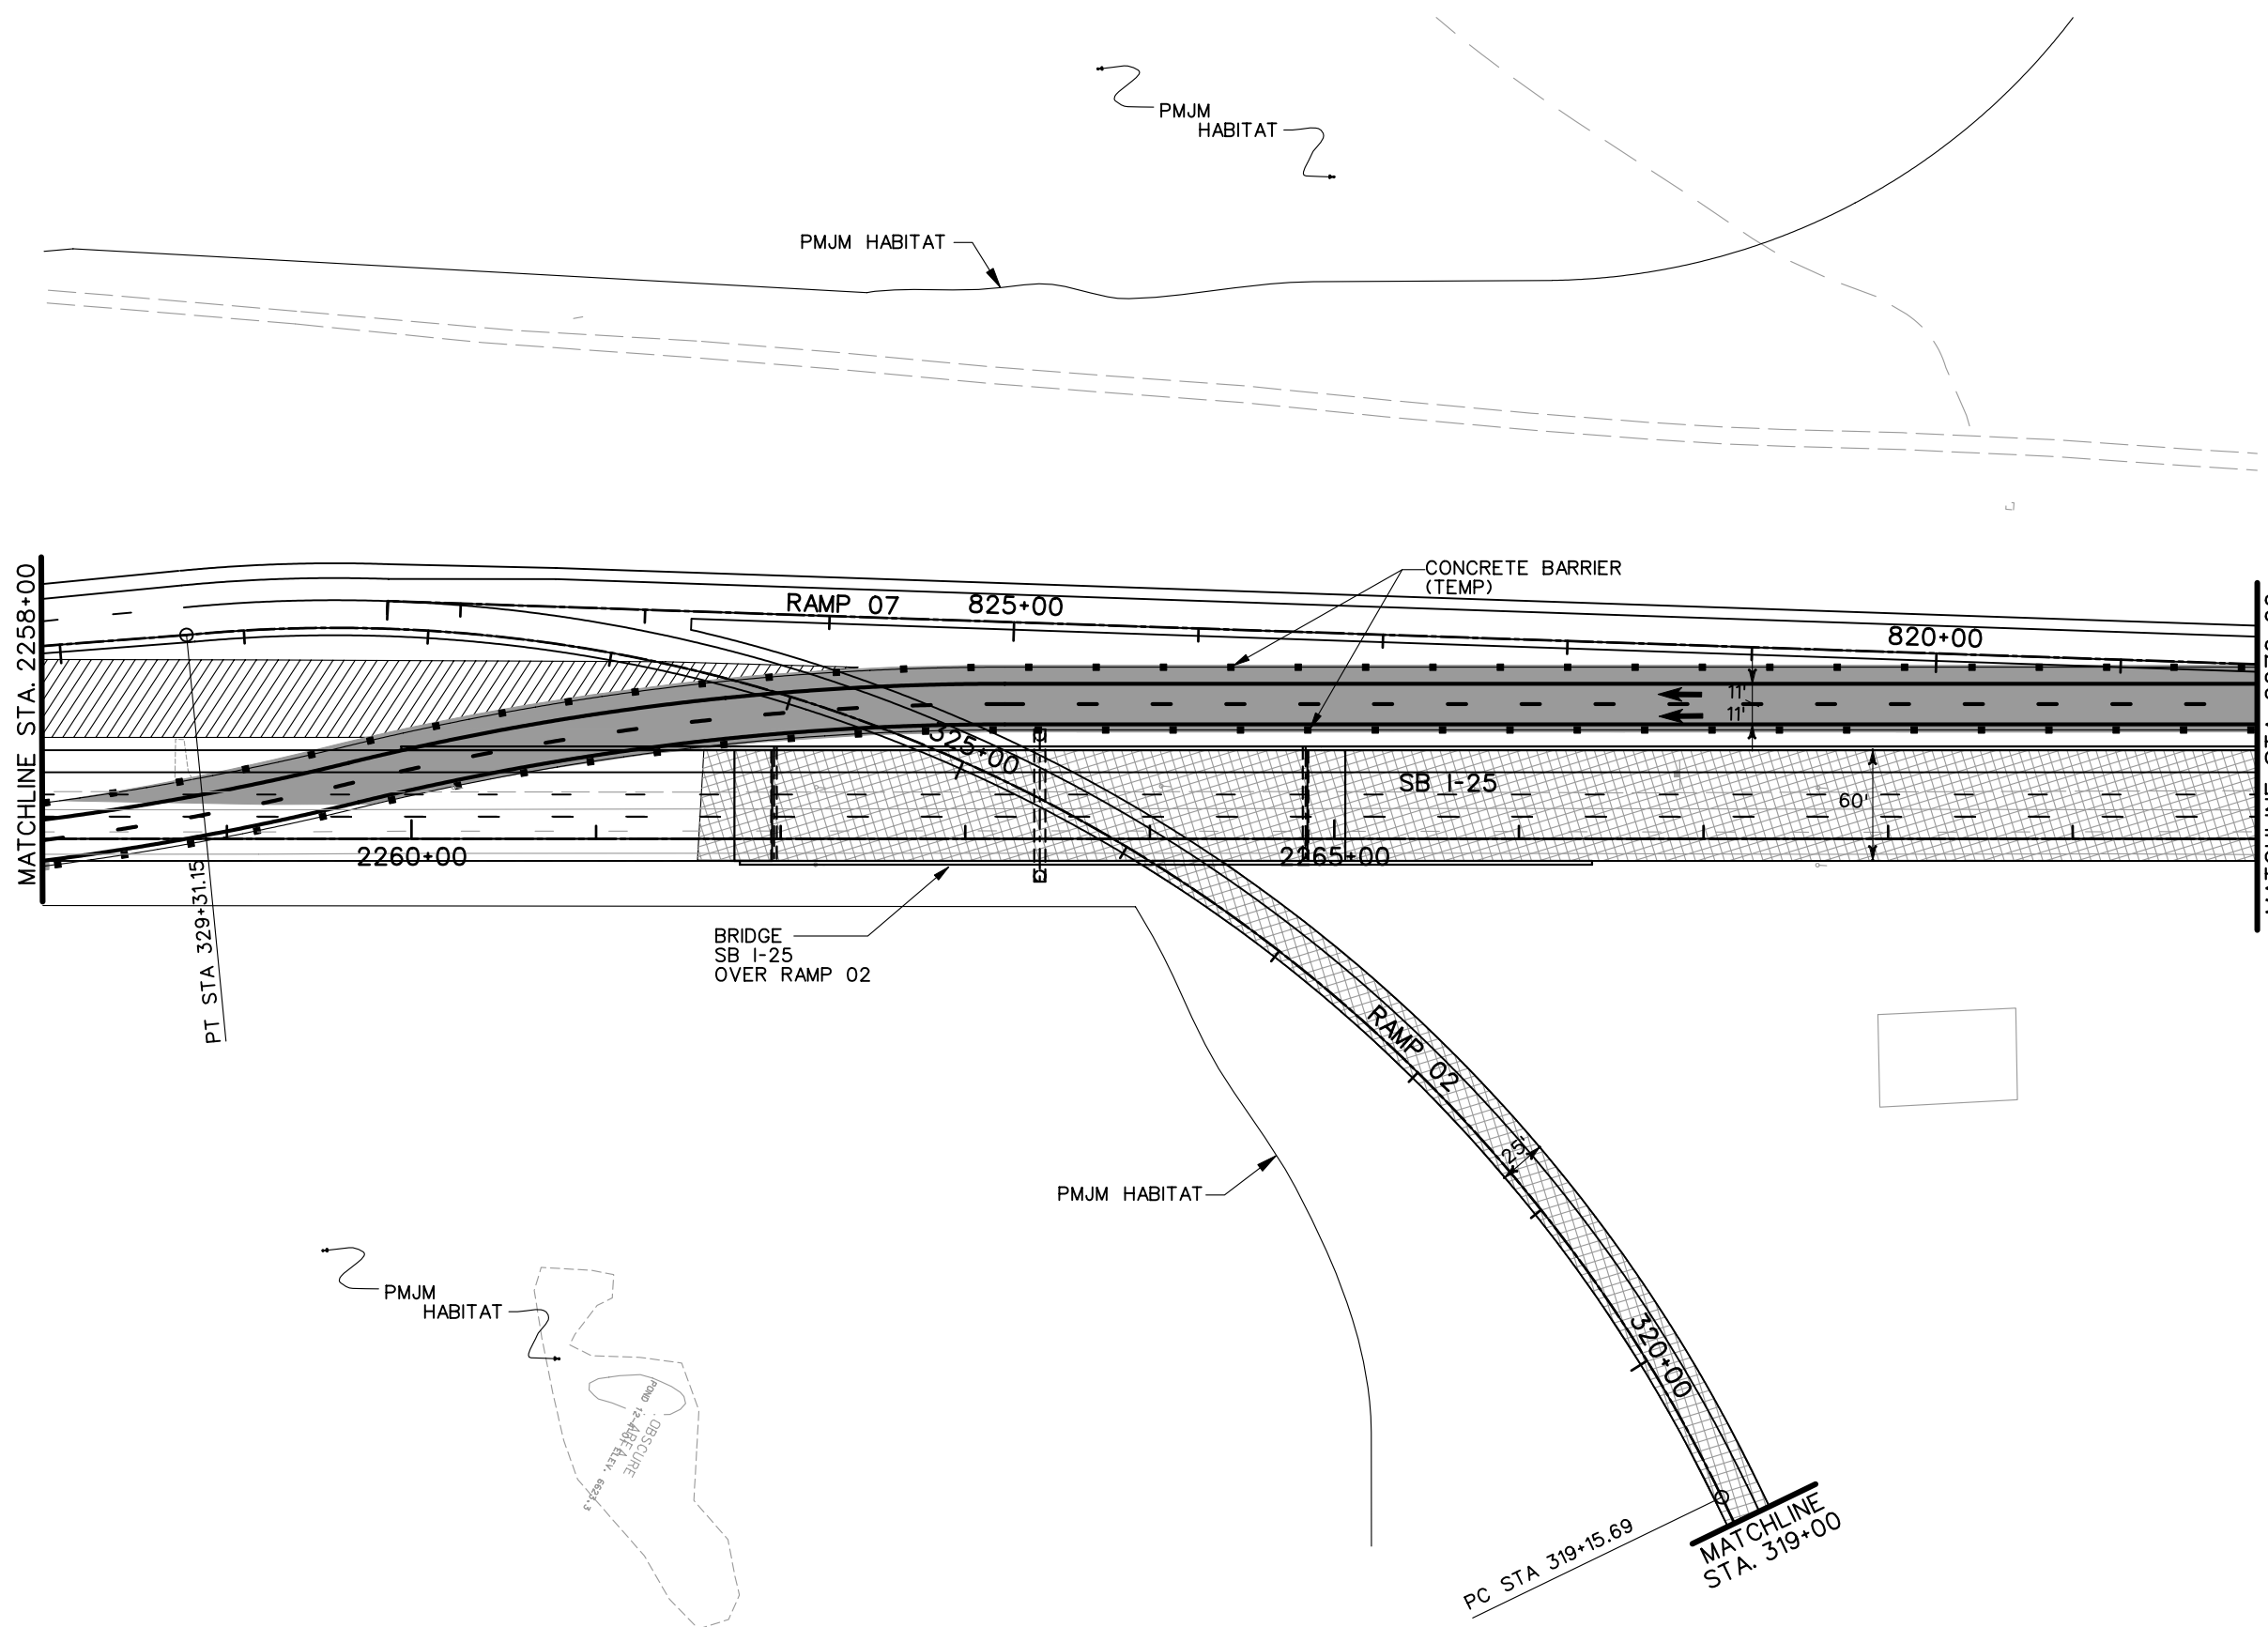 PMJM
HABITAT
PMJM HABITAT
CONCRETE BARRIER
(TEMP)
RAMP 07
825+00
820+00
MATCHLINE STA. 2258+00
11'
11'
325+00
SB I-25
60'
2260+00
2265+00
PT STA 329+31.15
BRIDGE
SB I-25
OVER RAMP 02
RAMP 02
25'
PMJM HABITAT
PMJM
HABITAT
320+00
OBSCURE
AREA
MATCHLINE
STA. 319+00
PC STA 319+15.69